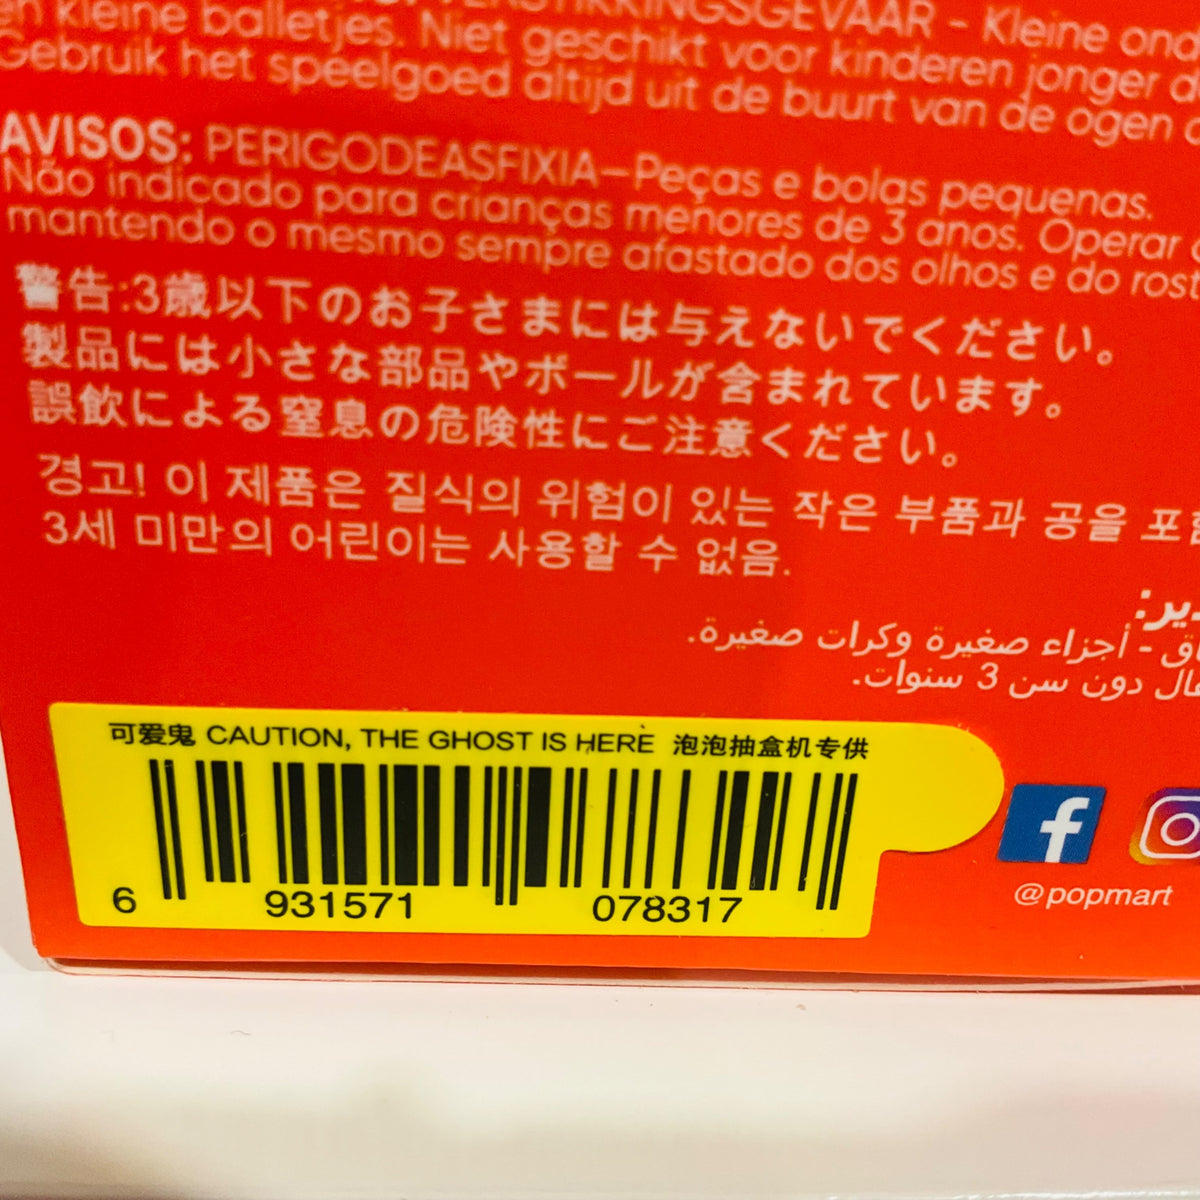 VERSTIKKINGSGEVAAR - Kleine
en kleine balletjes. Niet geschikt voor kinderen jonger
Gebruik het speelgoed altijd uit de buurt van de ogen
AVISOS: PERIGODEASFIXIA—Peças e bolas pequenas.
Não indicado para crianças menores de 3 anos. Operar
mantendo o mesmo sempre afastado dos olhos e do
警告:3歳以下のお子さまには与えないでください。
製品には小さな部品やボールが含まれています。
誤飲による窒息の危険性にご注意ください。
경고! 이 제품은 질식의 위험이 있는 작은 부품과 공을
3세 미만의 어린이는 사용할 수 없음.
- أجزاء صغيرة وكرات صغيرة.
دون سن 3 سنوات.
可爱鬼 CAUTION, THE GHOST IS HERE 泡泡抽盒机专供
6 931571 078317
@popmart